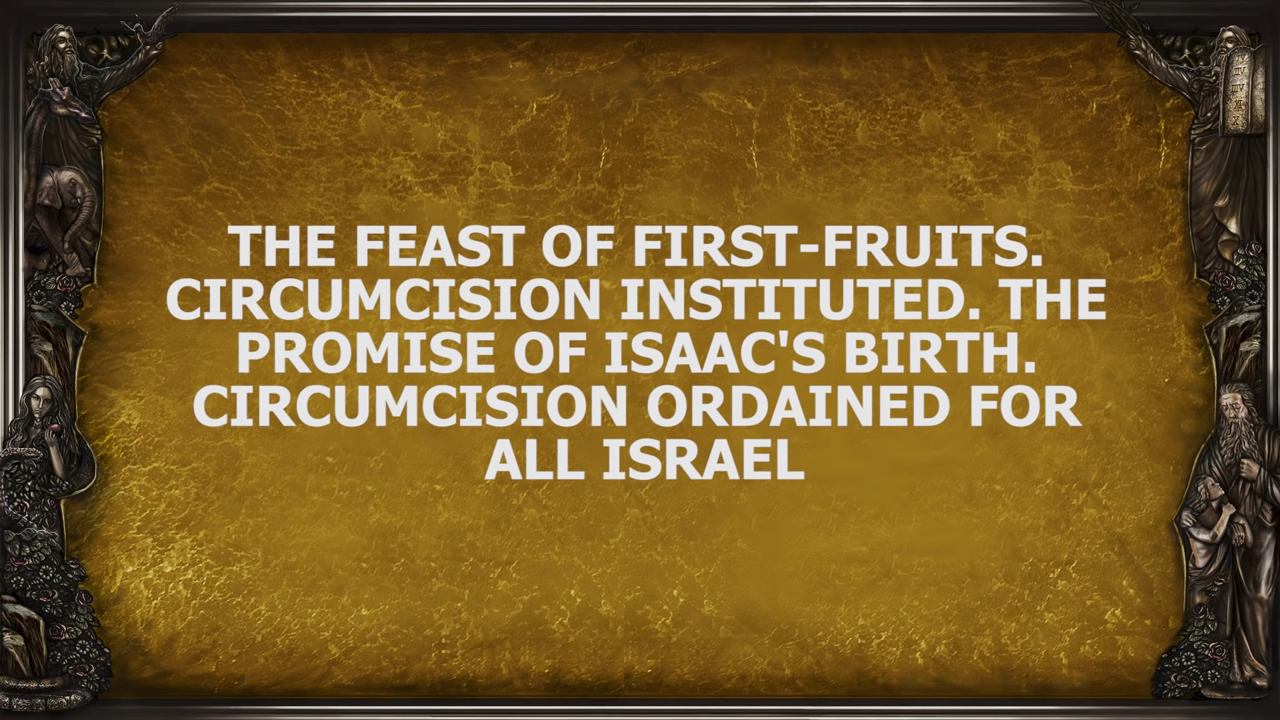 THE FEAST OF FIRST-FRUITS.
CIRCUMCISION INSTITUTED. THE
PROMISE OF ISAAC'S BIRTH.
CIRCUMCISION ORDAINED FOR
ALL ISRAEL